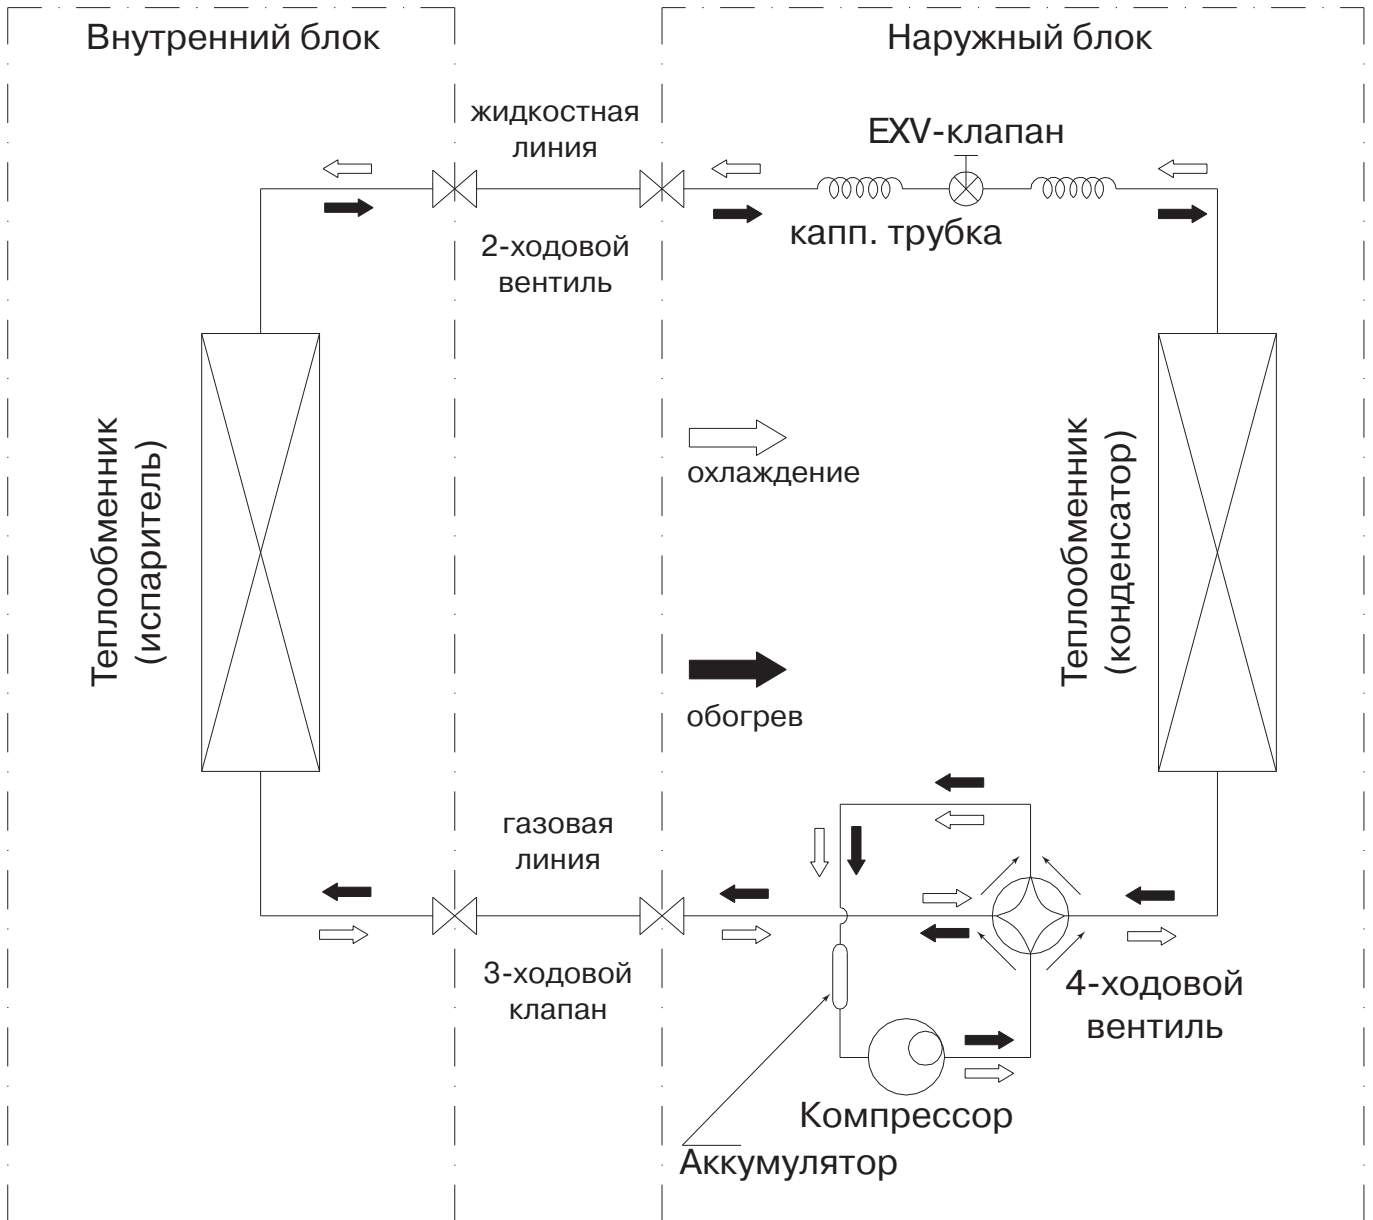 Внутренний блок
Наружный блок
жидкостная
линия
EXV-клапан
капп. трубка
2-ходовой
вентиль
Теплообменник
(испаритель)
охлаждение
Теплообменник
(конденсатор)
обогрев
газовая
линия
3-ходовой
клапан
4-ходовой
вентиль
Компрессор
Аккумулятор